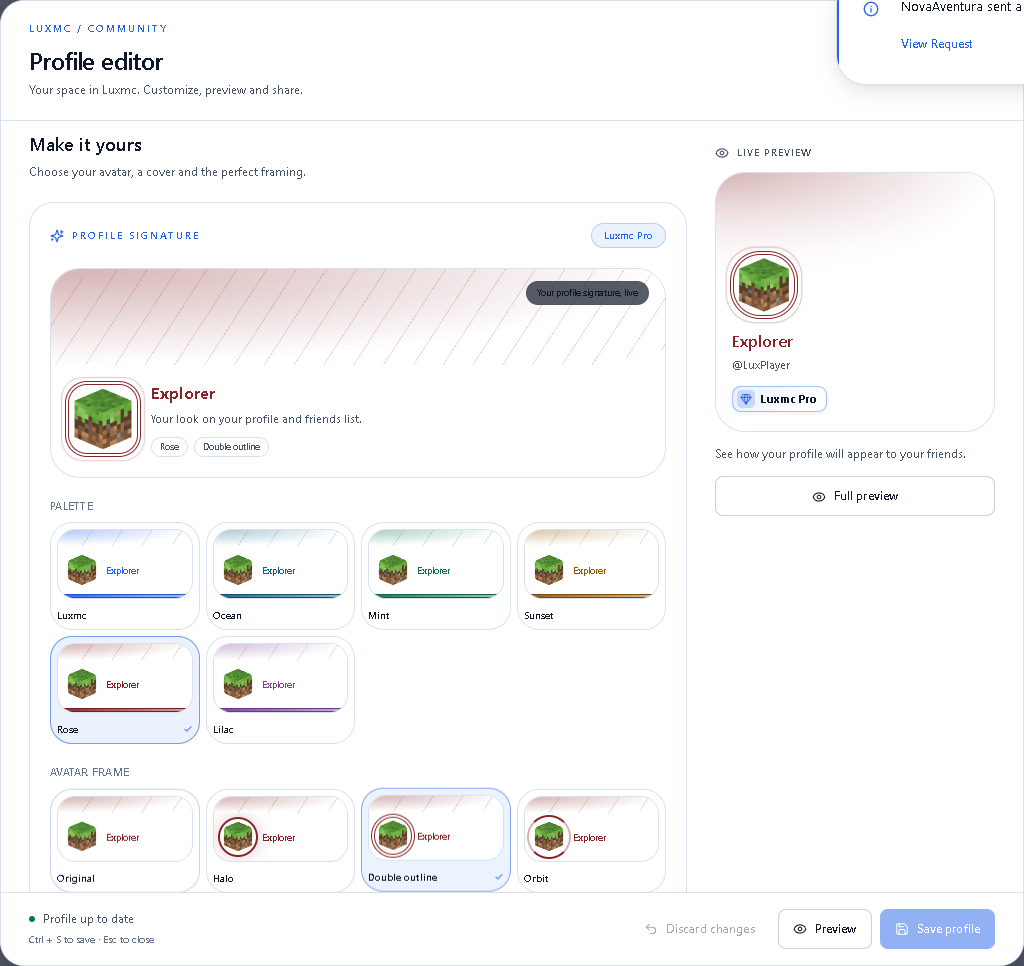 LUXMC / COMMUNITY
Profile editor
Your space in Luxmc. Customize, preview and share.
NovaAventura sent a
View Request
Make it yours
Choose your avatar, a cover and the perfect framing.
PROFILE SIGNATURE
Luxmc Pro
Your profile signature, live
Explorer
Your look on your profile and friends list.
Rose
Double outline
PALETTE
Explorer
Luxmc
Explorer
Ocean
Explorer
Mint
Explorer
Sunset
Explorer
Rose
Explorer
Lilac
AVATAR FRAME
Explorer
Original
Explorer
Halo
Explorer
Double outline
Explorer
Orbit
LIVE PREVIEW
Explorer
@LuxPlayer
Luxmc Pro
See how your profile will appear to your friends.
Full preview
Profile up to date
Ctrl + S to save · Esc to close
Discard changes
Preview
Save profile